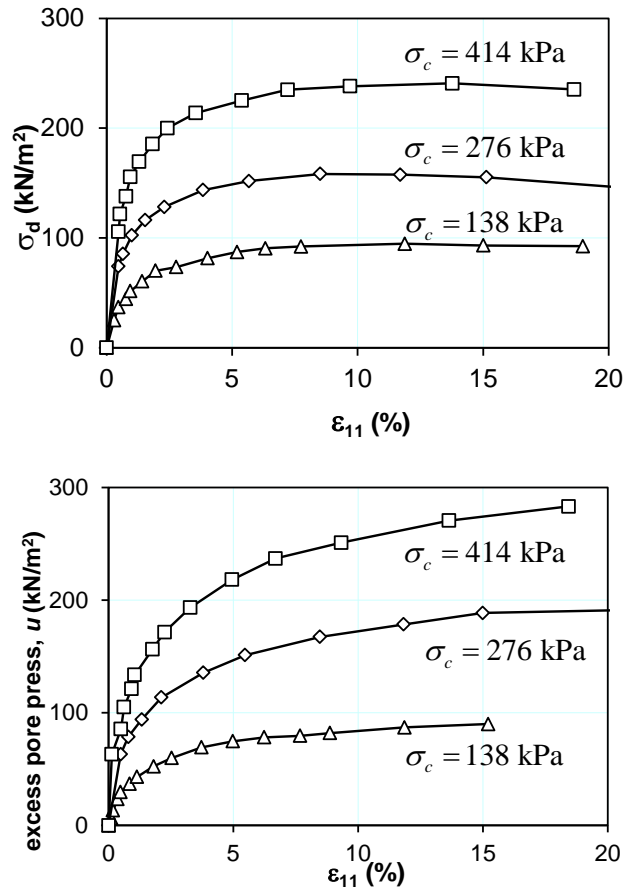 300
σc = 414 kPa
200
σc = 276 kPa
σd (kN/m²)
100
σc = 138 kPa
0
0 5 10 15 20
ε11 (%)
300
σc = 414 kPa
200
σc = 276 kPa
excess pore press, u (kN/m²)
100
σc = 138 kPa
0
0 5 10 15 20
ε11 (%)